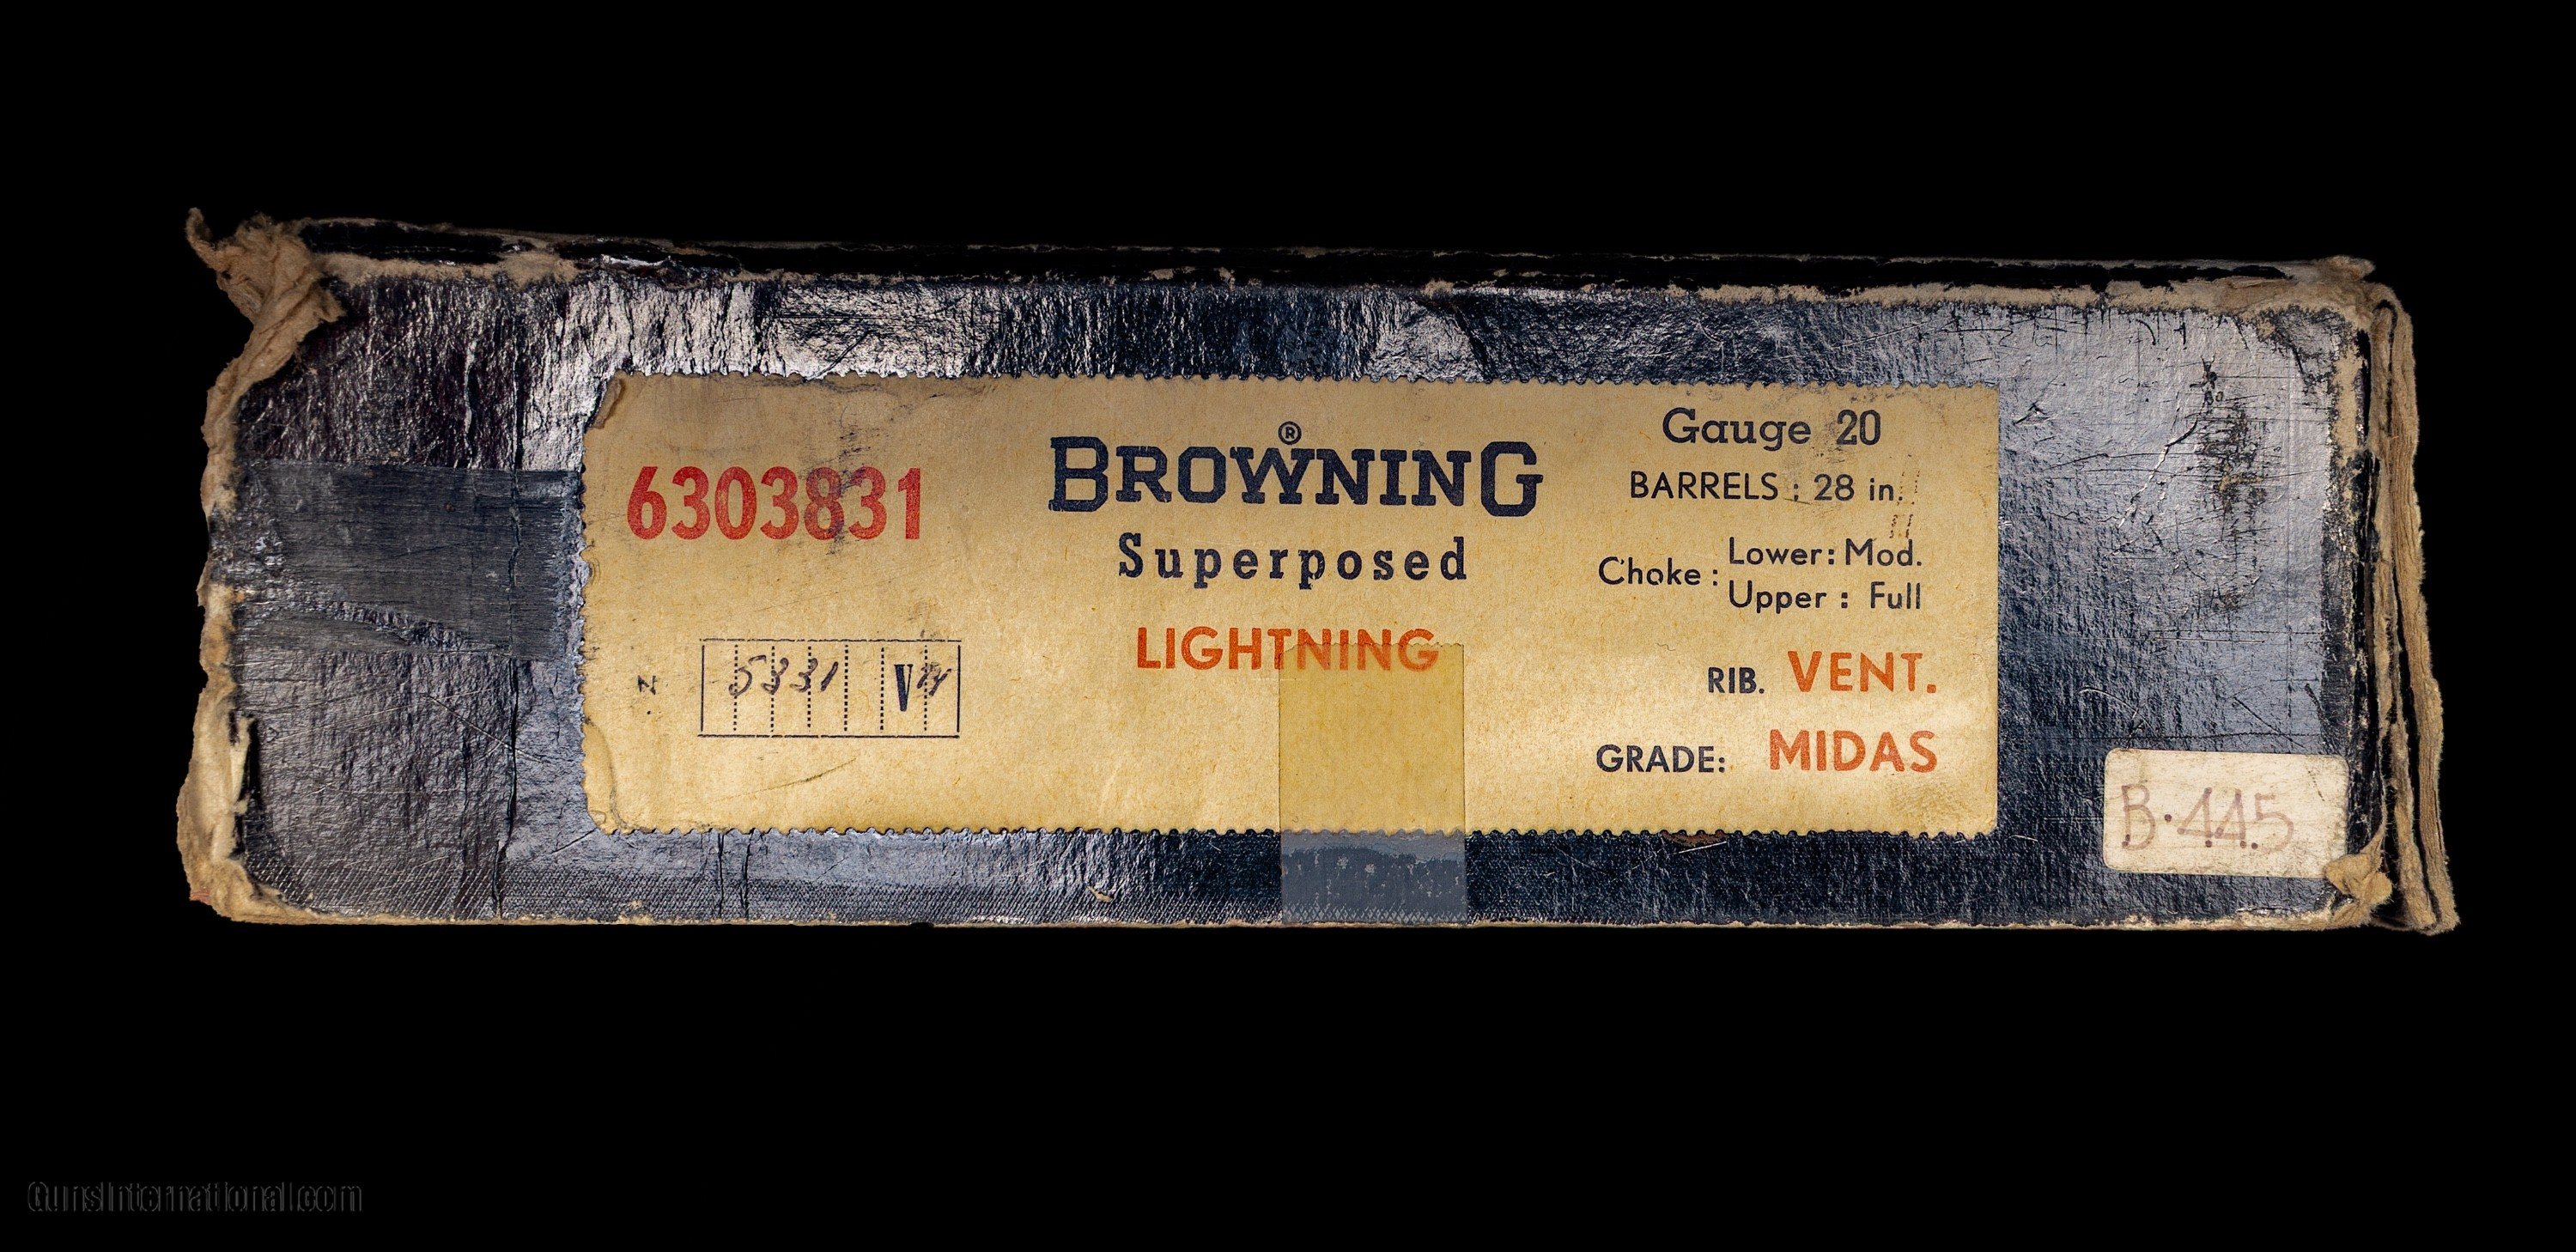 6303831
5831 V
N
BROWNING
®
Superposed
LIGHTNING
Gauge 20
BARRELS : 28 in.
Choke : Lower: Mod.
Upper : Full
RIB. VENT.
GRADE: MIDAS
B.445
GunsInternational.com